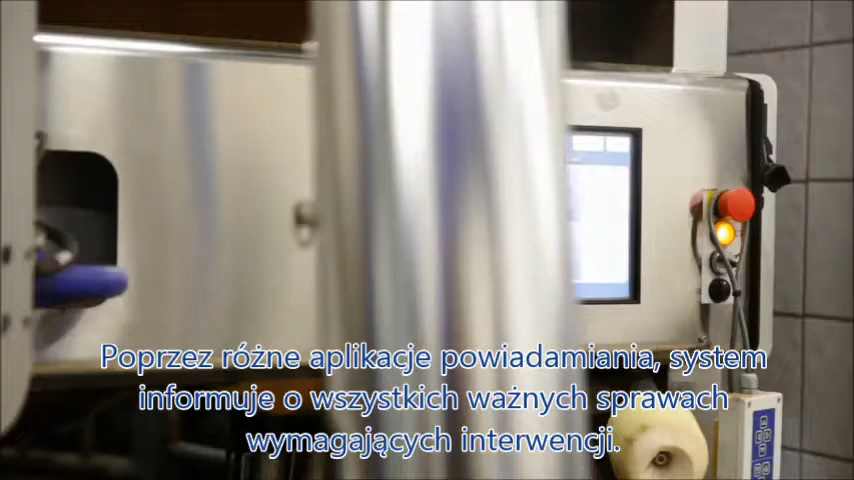 Poprzez różne aplikacje powiadamiania, system
informuje o wszystkich ważnych sprawach
wymagających interwencji.